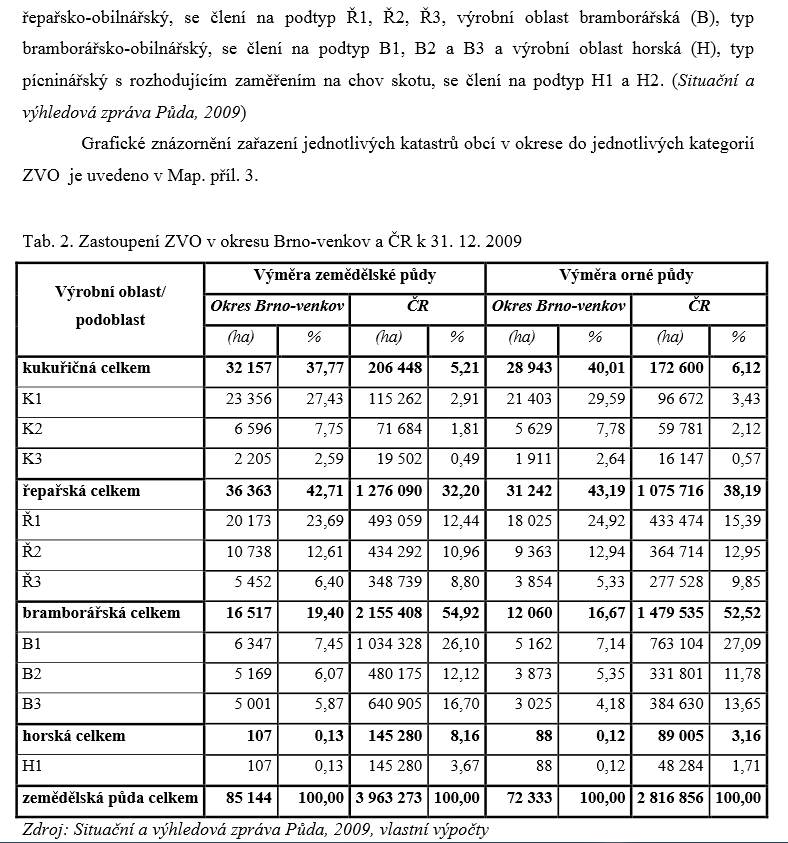 řepařsko-obilnářský, se člení na podtyp Ř1, Ř2, Ř3, výrobní oblast bramborářská (B), typ
bramborářsko-obilnářský, se člení na podtyp B1, B2 a B3 a výrobní oblast horská (H), typ
pícninářský s rozhodujícím zaměřením na chov skotu, se člení na podtyp H1 a H2. (Situační a
výhledová zpráva Půda, 2009)
Grafické znázornění zařazení jednotlivých katastrů obcí v okrese do jednotlivých kategorií
ZVO je uvedeno v Map. příl. 3.
Tab. 2. Zastoupení ZVO v okresu Brno-venkov a ČR k 31. 12. 2009
Výrobní oblast/ podoblast Výměra zemědělské půdy Výměra orné půdy
Okres Brno-venkov ČR Okres Brno-venkov ČR
(ha) % (ha) % (ha) % (ha) %
kukuřičná celkem 32 157 37,77 206 448 5,21 28 943 40,01 172 600 6,12
K1 23 356 27,43 115 262 2,91 21 403 29,59 96 672 3,43
K2 6 596 7,75 71 684 1,81 5 629 7,78 59 781 2,12
K3 2 205 2,59 19 502 0,49 1 911 2,64 16 147 0,57
řepařská celkem 36 363 42,71 1 276 090 32,20 31 242 43,19 1 075 716 38,19
Ř1 20 173 23,69 493 059 12,44 18 025 24,92 433 474 15,39
Ř2 10 738 12,61 434 292 10,96 9 363 12,94 364 714 12,95
Ř3 5 452 6,40 348 739 8,80 3 854 5,33 277 528 9,85
bramborářská celkem 16 517 19,40 2 155 408 54,92 12 060 16,67 1 479 535 52,52
B1 6 347 7,45 1 034 328 26,10 5 162 7,14 763 104 27,09
B2 5 169 6,07 480 175 12,12 3 873 5,35 331 801 11,78
B3 5 001 5,87 640 905 16,70 3 025 4,18 384 630 13,65
horská celkem 107 0,13 145 280 8,16 88 0,12 89 005 3,16
H1 107 0,13 145 280 3,67 88 0,12 48 284 1,71
zemědělská půda celkem 85 144 100,00 3 963 273 100,00 72 333 100,00 2 816 856 100,00
Zdroj: Situační a výhledová zpráva Půda, 2009, vlastní výpočty